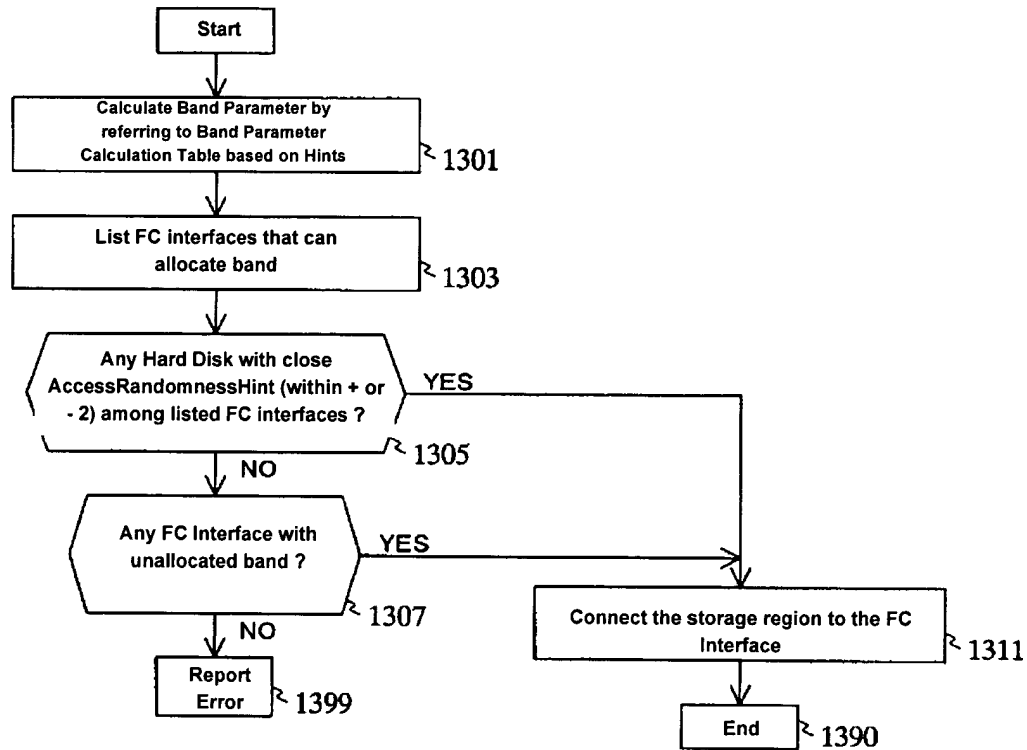 Start
Calculate Band Parameter by
referring to Band Parameter
Calculation Table based on Hints
1301
List FC interfaces that can
allocate band
1303
Any Hard Disk with close
AccessRandomnessHint (within + or
- 2) among listed FC interfaces ?
YES
1305
NO
Any FC Interface with
unallocated band ?
YES
1307
NO
Connect the storage region to the FC
Interface
1311
Report
Error
1399
End
1390